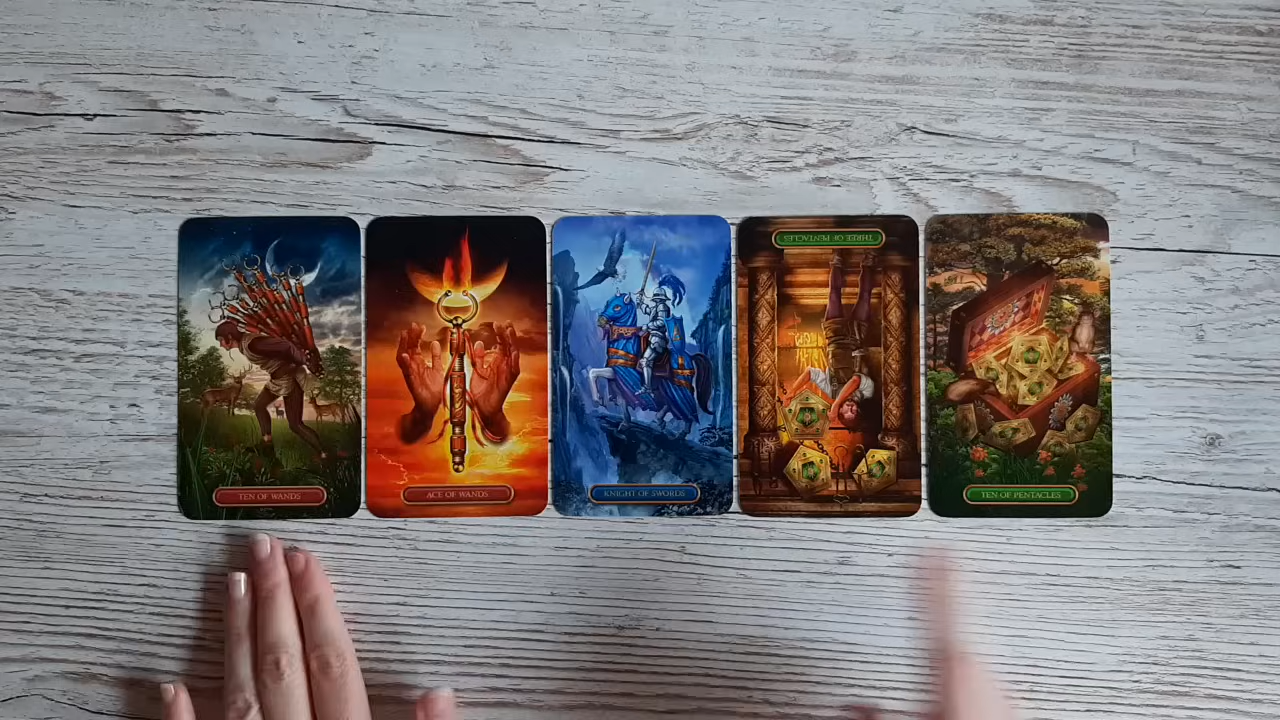 TEN OF WANDS
ACE OF WANDS
KNIGHT OF SWORDS
THREE OF PENTACLES
TEN OF PENTACLES